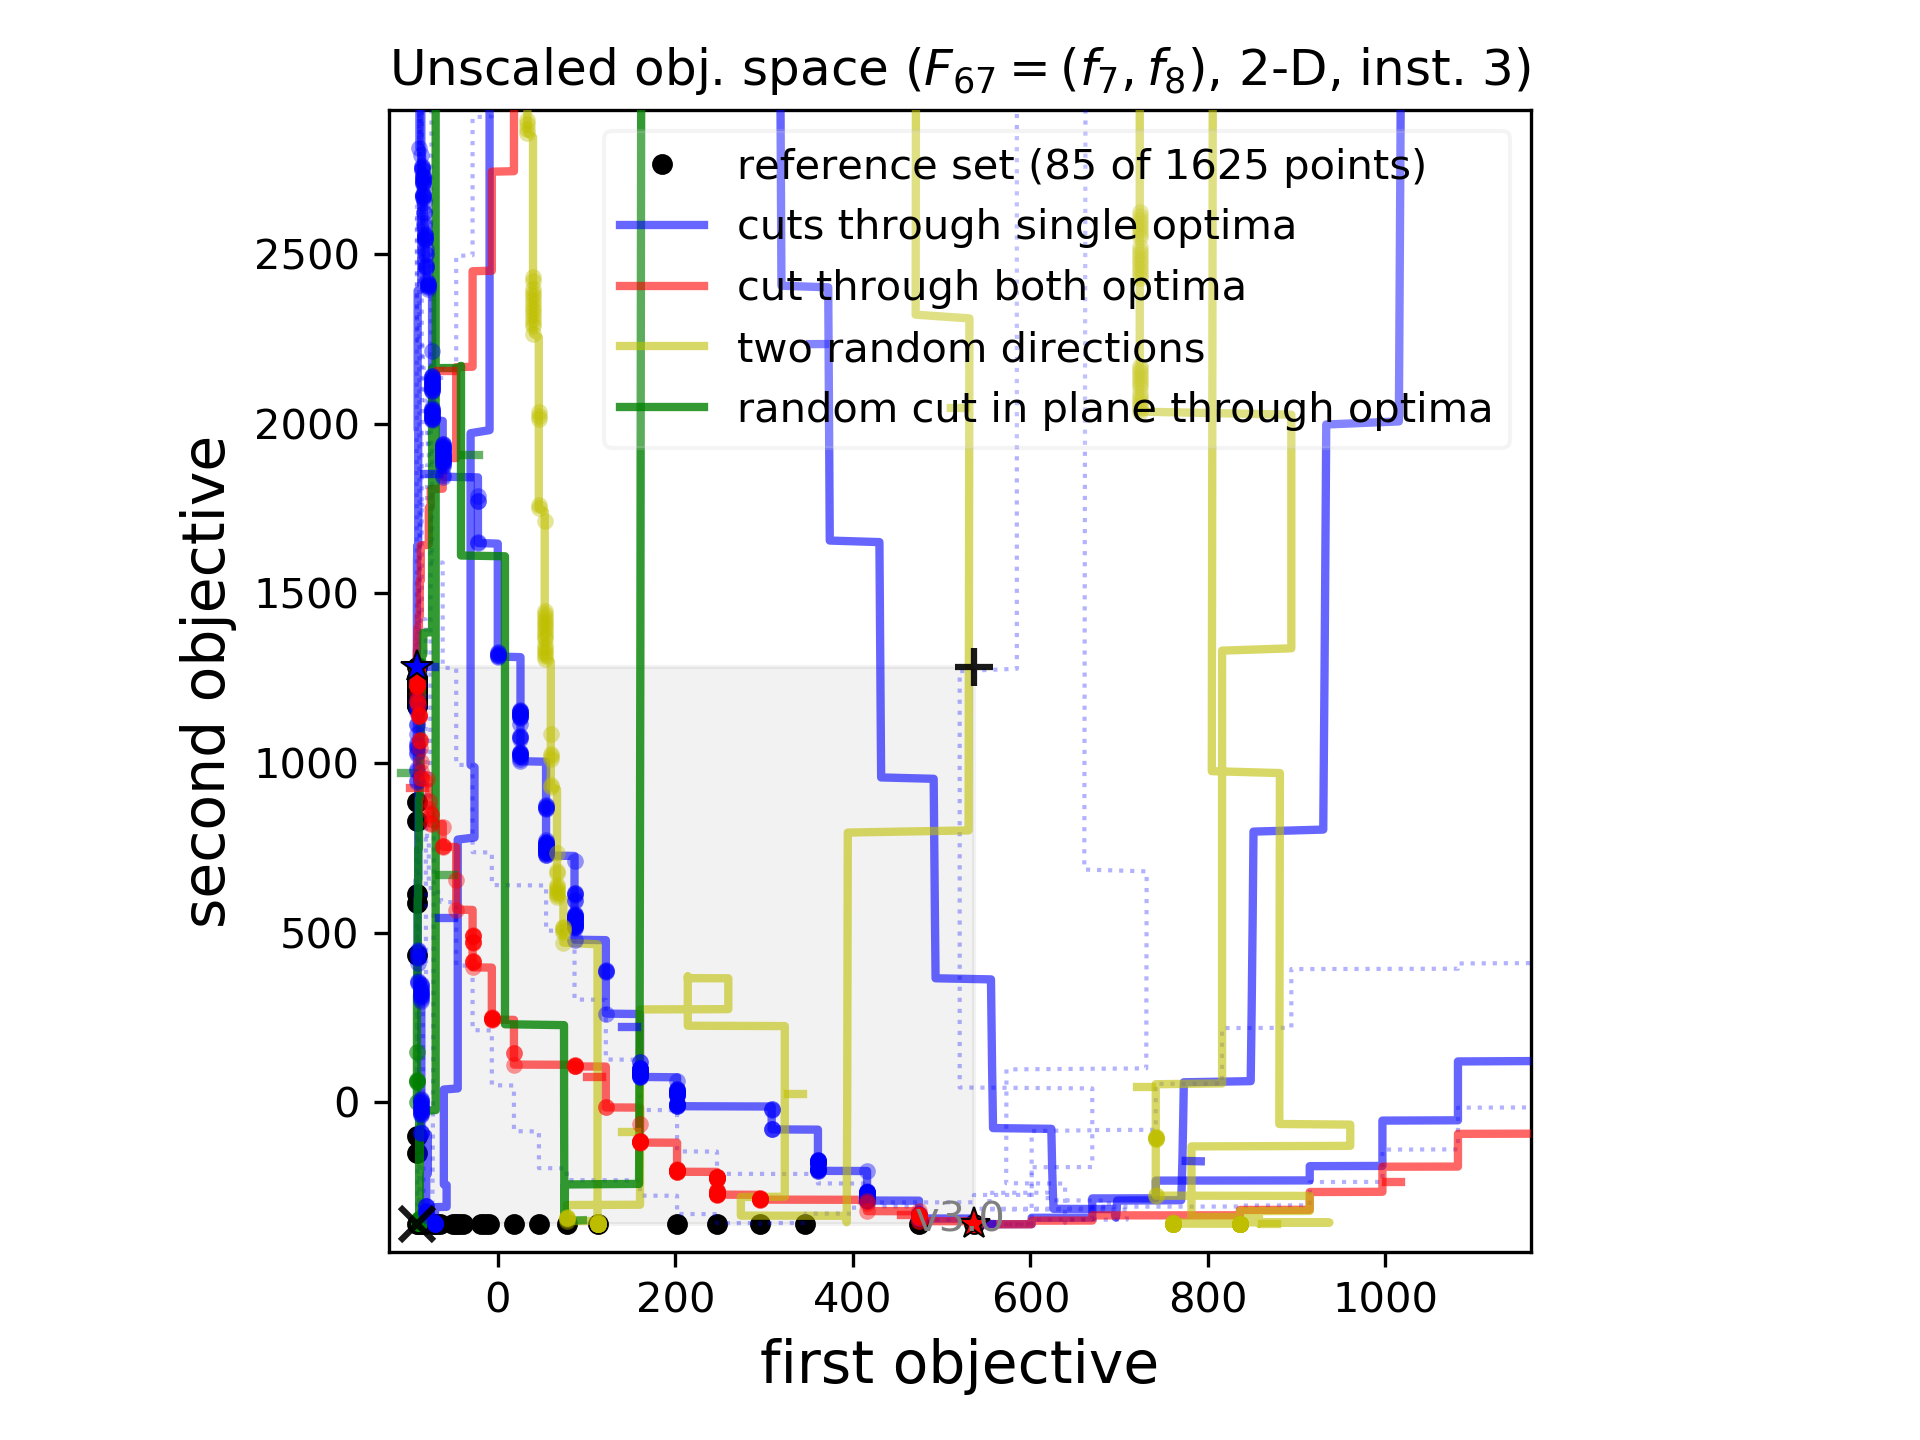 Unscaled obj. space (F₆₇ = (f₇, f₈), 2-D, inst. 3)
reference set (85 of 1625 points)
cuts through single optima
cut through both optima
two random directions
random cut in plane through optima
second objective
2500
2000
1500
1000
500
0
v3.0
0 200 400 600 800 1000
first objective